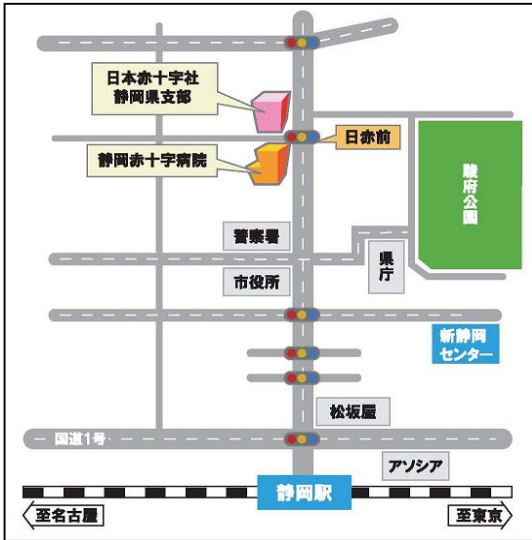 日本赤十字社
静岡県支部
日赤前
静岡赤十字病院
駿府公園
警察署
県庁
市役所
新静岡
センター
松坂屋
国道1号
アソシア
静岡駅
至名古屋
至東京